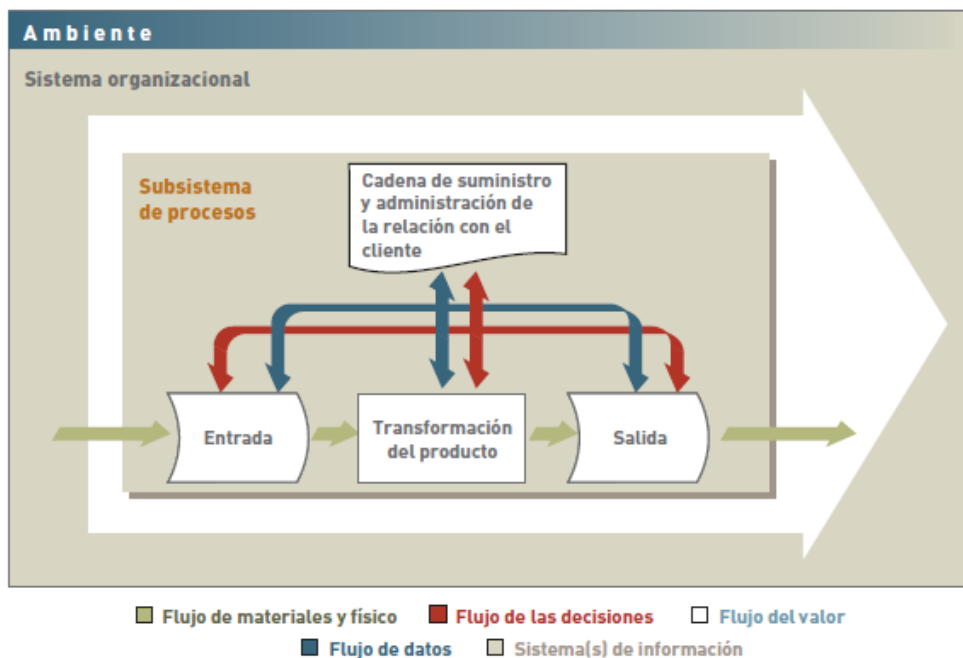 Ambiente
Sistema organizacional
Subsistema
de procesos
Cadena de suministro
y administración de
la relación con el
cliente
Entrada
Transformación
del producto
Salida
Flujo de materiales y físico
Flujo de las decisiones
Flujo del valor
Flujo de datos
Sistema(s) de información